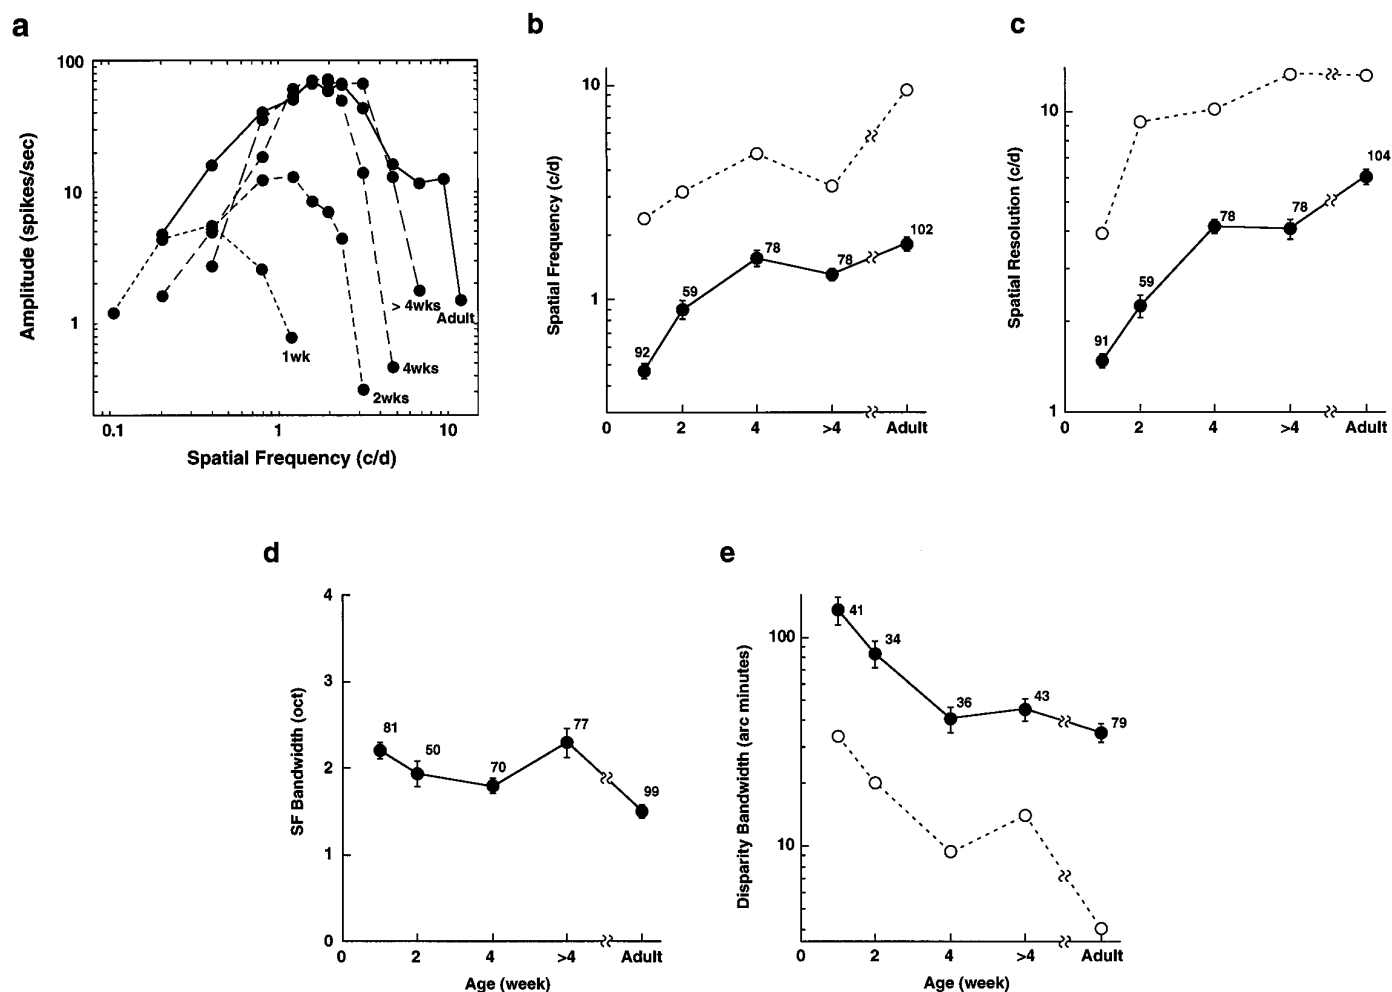 a
100
10
1
Amplitude (spikes/sec)
> 4wks
Adult
1wk
4wks
2wks
0.1 1 10
Spatial Frequency (c/d)
b
10
1
Spatial Frequency (c/d)
92
59
78
78
102
0 2 4 >4 Adult
c
10
1
Spatial Resolution (c/d)
91
59
78
78
104
0 2 4 >4 Adult
d
4
3
2
1
0
SF Bandwidth (oct)
81
50
70
77
99
0 2 4 >4 Adult
Age (week)
e
100
10
Disparity Bandwidth (arc minutes)
41
34
36
43
79
0 2 4 >4 Adult
Age (week)